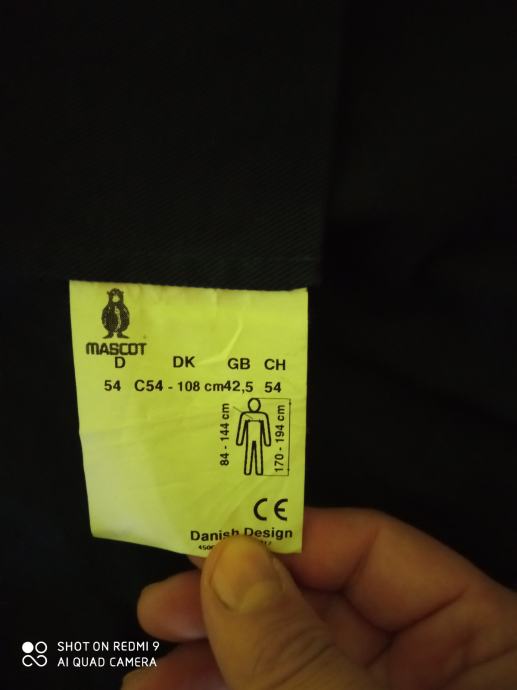 MASCOT
D DK GB CH
54 C54 - 108 cm 42,5 54
84 - 144 cm
170 - 194 cm
CE
Danish Design
SHOT ON REDMI 9
AI QUAD CAMERA